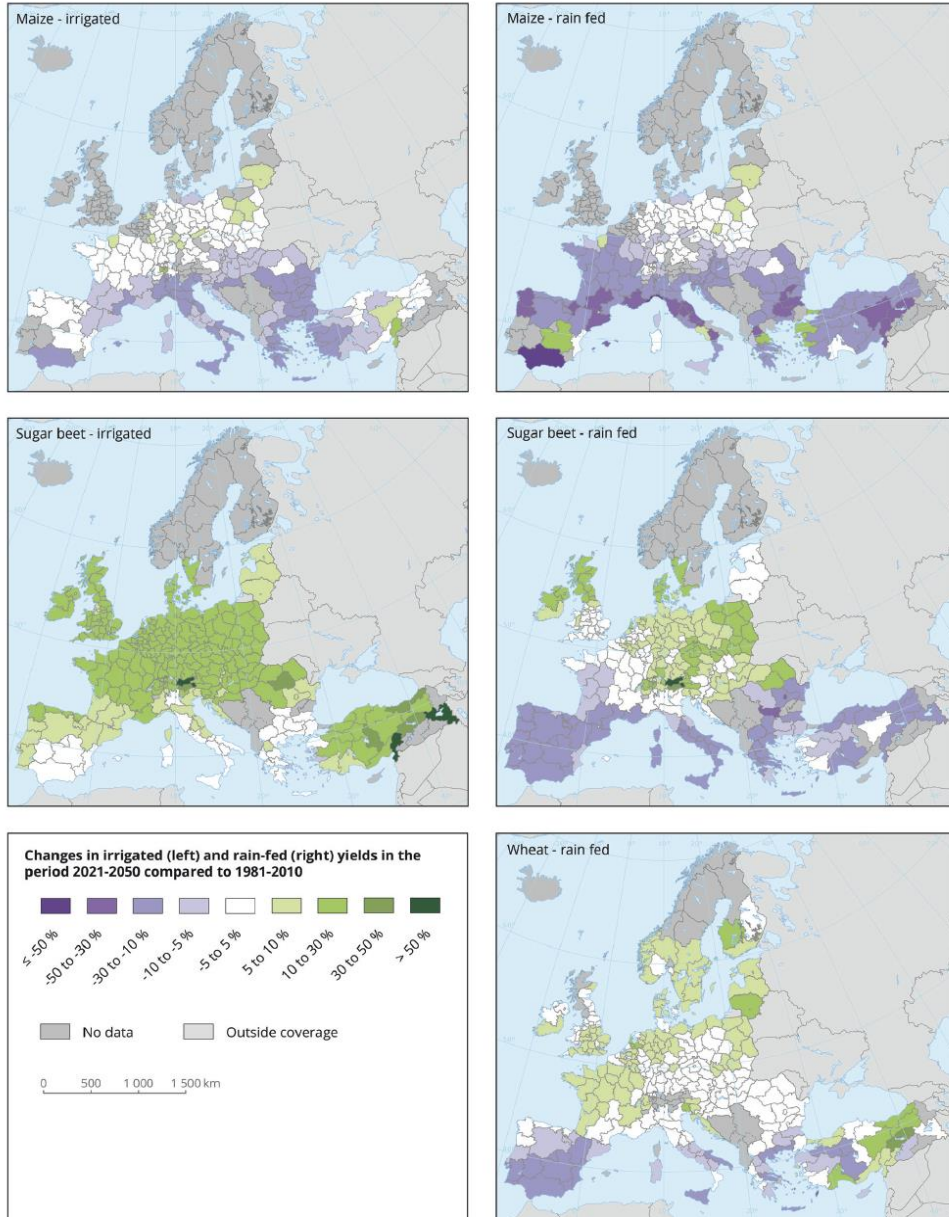 Maize - irrigated
Maize - rain fed
Sugar beet - irrigated
Sugar beet - rain fed
Changes in irrigated (left) and rain-fed (right) yields in the
period 2021-2050 compared to 1981-2010
≤ -50 %
-50 to -30 %
-30 to -10 %
-10 to -5 %
-5 to 5 %
5 to 10 %
10 to 30 %
30 to 50 %
> 50 %
No data
Outside coverage
0 500 1 000 1 500 km
Wheat - rain fed